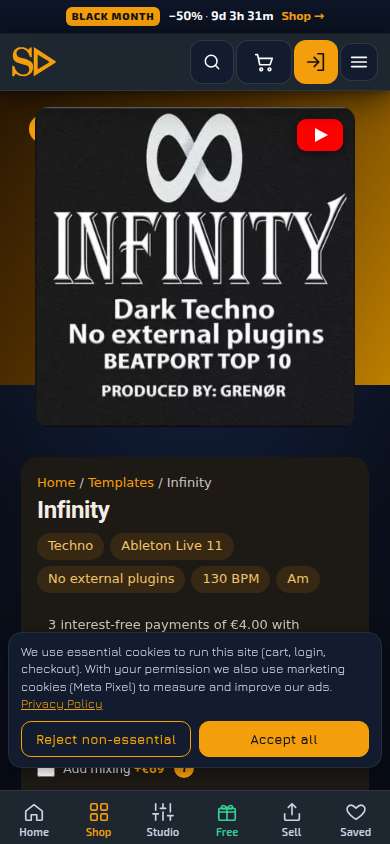 BLACK MONTH −50% · 9d 3h 31m Shop →
INFINITY
Dark Techno
No external plugins
BEATPORT TOP 10
PRODUCED BY: GRENØR
Home / Templates / Infinity
Infinity
Techno Ableton Live 11
No external plugins 130 BPM Am
3 interest-free payments of €4.00 with
We use essential cookies to run this site (cart, login,
checkout). With your permission we also use marketing
cookies (Meta Pixel) to measure and improve our ads.
Privacy Policy
Reject non-essential Accept all
Add mixing +€69
Home Shop Studio Free Sell Saved